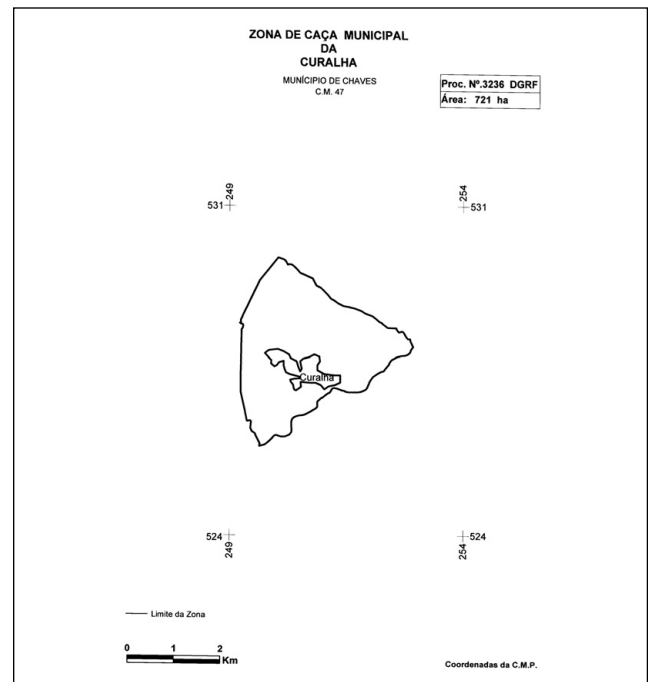 ZONA DE CAÇA MUNICIPAL
DA
CURALHA
MUNÍCIPIO DE CHAVES
C.M. 47
Proc. Nº.3236 DGRF
Área: 721 ha
249
531
254
531
Curalha
524
249
524
254
Limite da Zona
0 1 2
Km
Coordenadas da C.M.P.